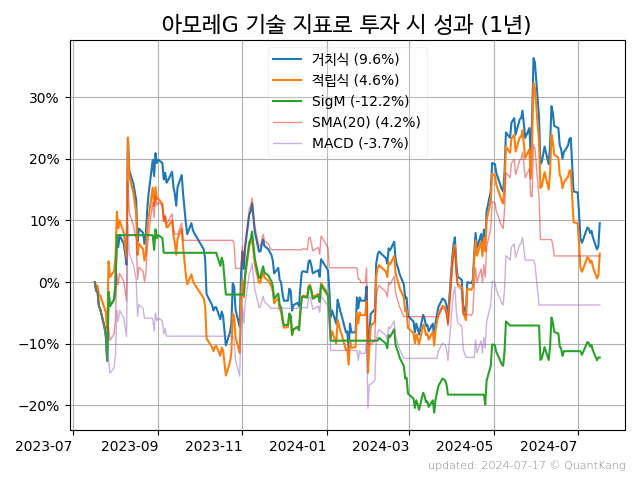 아모레G 기술 지표로 투자 시 성과 (1년)
거치식 (9.6%)
적립식 (4.6%)
SigM (-12.2%)
SMA(20) (4.2%)
MACD (-3.7%)
30%
20%
10%
0%
−10%
−20%
2023-07 2023-09 2023-11 2024-01 2024-03 2024-05 2024-07
updated: 2024-07-17 © QuantKang